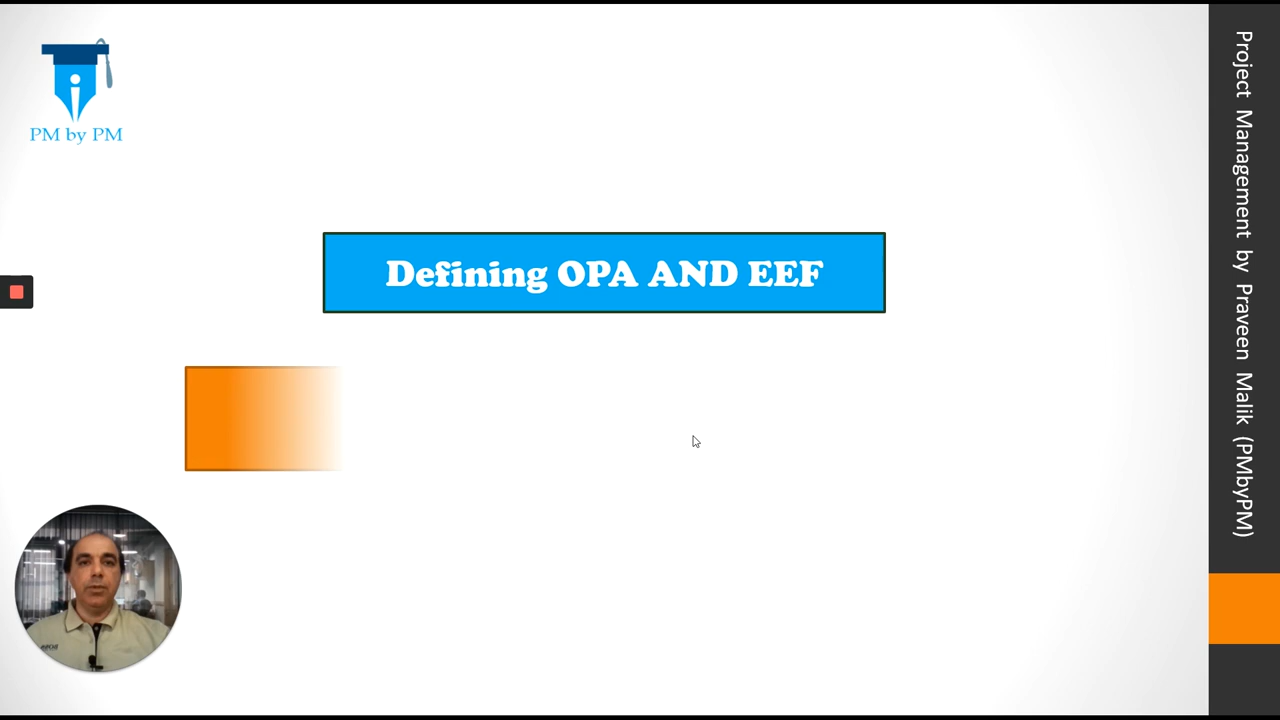 PM by PM
Defining OPA AND EEF
Project Management by Praveen Malik (PMbyPM)